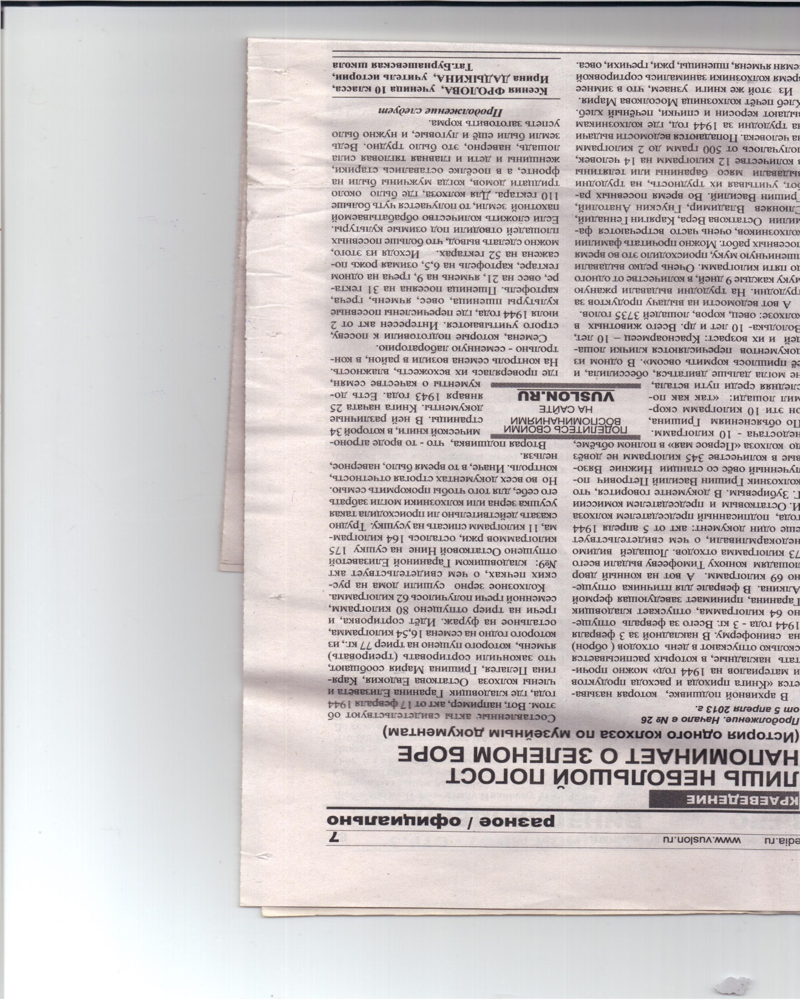 edia.ru www.vuslon.ru 7
разное / официально
КРАЕВЕДЕНИЕ
ЛИШЬ НЕБОЛЬШОЙ ПОГОСТ
НАПОМИНАЕТ О ЗЕЛЕНОМ БОРЕ
(История одного колхоза по музейным документам)
Продолжение. Начало в № 26
от 5 апреля 2013 г.
В архивной подшивке, которая называ-
ется «Книга прихода и расхода продуктов
и материалов на 1944 год» можно прочи-
тать накладные, в которых расписывается
сколько отпускают в день отходов ( оброн)
на свиноферму. В накладной за 3 февраля
1944 года - 3 кг. Всего за февраль отпуще-
но 64 килограмма, отпускает кладовщик
Гаранина, принимает заведующая фермой
Алкина. В феврале для птичника отпуще-
но 69 килограмм. А вот на конный двор
лошадям конюху Тимофееву выдали всего
73 килограмма отходов. Лошадей видимо
недокармливали, о чем свидетельствует
еще один документ: акт от 5 апреля 1944
года, подписанный председателем колхоза
И. Остатковым и председателем комиссии
Г. Зубиревым. В документе говорится, что
колхозник Гришин Василий Петрович по-
лученный овёс со станции Нижние Вязо-
вые в количестве 345 килограмм не довёз
до колхоза «Первое мая» в полном объёме,
недостача - 10 килограмм.
По объяснениям Гришина,
он эти 10 килограмм скор-
мил лошади: «так как по-
следняя среди пути встала,
не могла дальше двигаться, обессилила, и
её пришлось кормить овсом». В одном из
документов перечисляются клички лоша-
дей и их возраст: Красноармеец – 10 лет,
Володька- 10 лет и др. Всего животных в
колхозе: овец, коров, лошадей 3735 голов.
А вот ведомости на выдачу продуктов за
трудодни. На трудодни выдавали ржаную
муку каждые 9 дней, в количестве от одного
до пяти килограмм. Очень редко выдавали
пшеничную муку, происходило это во время
посевных работ. Можно прочитать фамилии
колхозников, очень часто встречаются фа-
милии Остаткова Вера, Карягин Геннадий,
Слюняев Владимир, Гнускин Анатолий,
Гришин Василий. Во время посевных ра-
бот, учитывая их трудность, на трудодни
выдавали мясо баранины или телятины
в количестве 12 килограмм на 14 человек,
получалось от 500 грамм до 2 килограмм
на человека. Попадаются ведомости выдачи
на трудодни за 1944 год, где колхозникам
выдают керосин и спички, печёный хлеб.
Хлеб печёт колхозница Мосолкова Мария.
Из этой же книги узнаем, что в зимнее
время колхозники занимались сортировкой
семян ячменя, пшеницы, ржи, гречихи, овса.
ПОДЕЛИТЕСЬ СВОИМИ
ВОСПОМИНАНИЯМИ
НА САЙТЕ
VUSLON.RU
Составленные акты свидетельствуют об
этом. Вот, например, акт от 17 февраля 1944
года, где кладовщик Гаранина Елизавета и
члены колхоза Остаткова Евдокия, Каря-
гина Пелагея, Гришина Мария сообщают,
что закончили сортировать (треировать)
ячмень, которого пущено на триер 77 кг., из
которого годно на семена 16,54 килограмма,
остальное на фураж. Идёт сортировка, и
гречи на триер отпущено 80 килограмм,
семенной гречи получилось 62 килограмма.
Колхозное зерно сушили дома на рус-
ских печках, о чем свидетельствует акт
№9: кладовщиком Гараниной Елизаветой
отпущено Остатковой Нине на сушку 175
килограммов ржи, осталось 164 килограм-
ма, 11 килограмм списать на усушку. Трудно
сказать действительно ли происходила такая
усушка зерна или колхозники могли забрать
его себе, для того чтобы прокормить семью.
Но во всех документах строгая отчетность,
контроль. Иначе, в то время было, наверное,
нельзя.
Вторая подшивка, что - то вроде агроно-
мической книги, в которой 34
страницы. В ней различные
документы. Книга начата 25
января 1943 года. Есть до-
кументы о качестве семян,
где проверялась их всхожесть, влажность.
На контроль семена возили в район, в кон-
трольно - семенную лабораторию.
Семена, которые подготовили к посеву,
строго учитываются. Интересен акт от 2
июля 1944 года, где перечислены посевные
культуры пшеница, овес, ячмень, греча,
картофель. Пшеница посеяна на 31 гекта-
ре, овес на 21, ячмень на 9, греча на одном
гектаре, картофель на 6,5, озимая рожь по-
сажена на 52 гектарах. Исходя из этого,
можно сделать вывод, что больше посевных
площадей отводили под озимые культуры.
Если сложить количество обрабатываемой
пахотной земли, то получается чуть больше
110 гектара. Для колхоза, где было около
тридцати домов, когда мужчины были на
фронте, а в посёлке оставались старики,
женщины и дети и главная тягловая сила
лошадь, наверно, это было трудно. Ведь
земли были ещё и луговые, и нужно было
успеть заготовить корма.
Продолжение следует
Ксения ФРОЛОВА, ученица 10 класса,
Ирина ДАДЫКИНА, учитель истории,
Тат.Бурнашевская школа